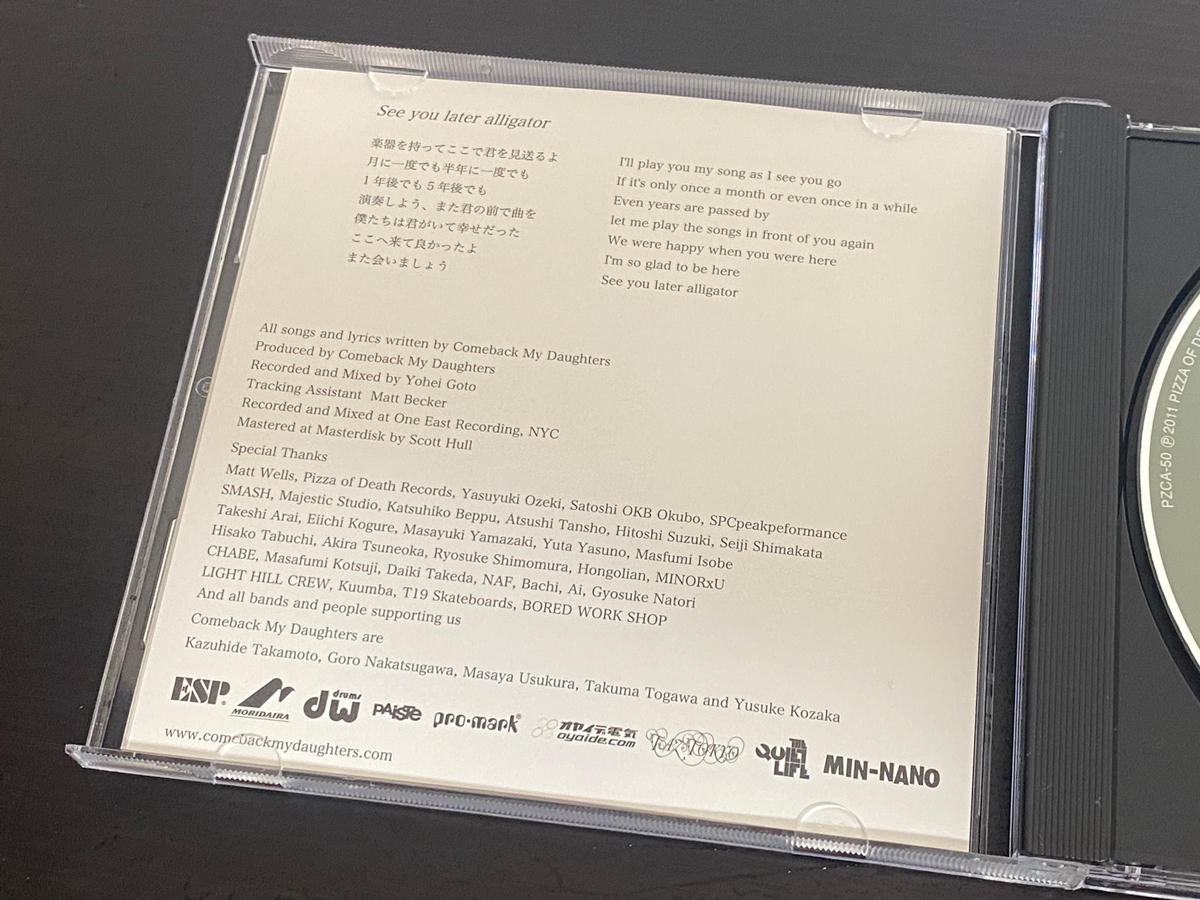 See you later alligator
楽器を持ってここで君を見送るよ
月に一度でも半年に一度でも
1年後でも5年後でも
演奏しよう、また君の前で曲を
僕たちは君がいて幸せだった
ここへ来て良かったよ
また会いましょう
I'll play you my song as I see you go
If it's only once a month or even once in a while
Even years are passed by
let me play the songs in front of you again
We were happy when you were here
I'm so glad to be here
See you later alligator
All songs and lyrics written by Comeback My Daughters
Produced by Comeback My Daughters
Recorded and Mixed by Yohei Goto
Tracking Assistant Matt Becker
Recorded and Mixed at One East Recording, NYC
Mastered at Masterdisk by Scott Hull
Special Thanks
Matt Wells, Pizza of Death Records, Yasuyuki Ozeki, Satoshi OKB Okubo, SPCpeakpeformance
SMASH, Majestic Studio, Katsuhiko Beppu, Atsushi Tansho, Hitoshi Suzuki, Seiji Shimakata
Takeshi Arai, Eiichi Kogure, Masayuki Yamazaki, Yuta Yasuno, Masfumi Isobe
Hisako Tabuchi, Akira Tsuneoka, Ryosuke Shimomura, Hongolian, MINORxU
CHABE, Masafumi Kotsuji, Daiki Takeda, NAF, Bachi, Ai, Gyosuke Natori
LIGHT HILL CREW, Kuumba, T19 Skateboards, BORED WORK SHOP
And all bands and people supporting us
Comeback My Daughters are
Kazuhide Takamoto, Goro Nakatsugawa, Masaya Usukura, Takuma Togawa and Yusuke Kozaka
ESP®
MORIDAIRA
dw drums
PAiSTe
pro·mark®
オヤイデ電気
oyaide.com
THE QUIET LIFE
MIN-NANO
www.comebackmydaughters.com
PZCA-50 ℗2011 PIZZA OF